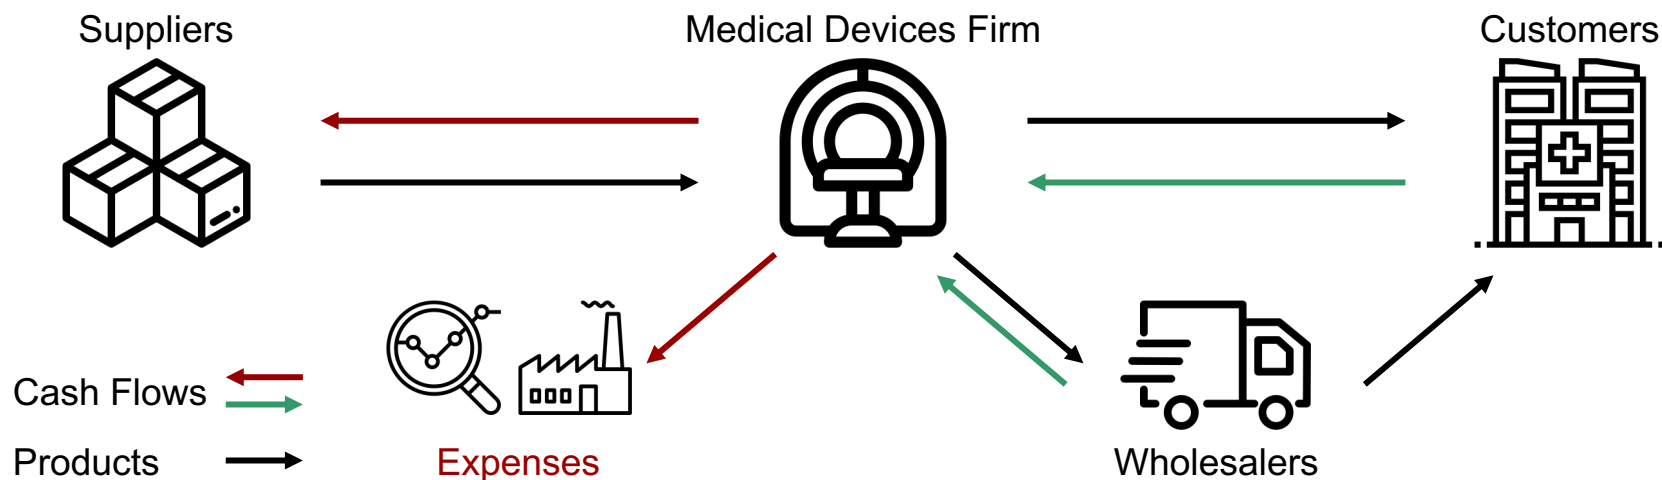 Suppliers
Medical Devices Firm
Customers
Cash Flows
Products
Expenses
Wholesalers